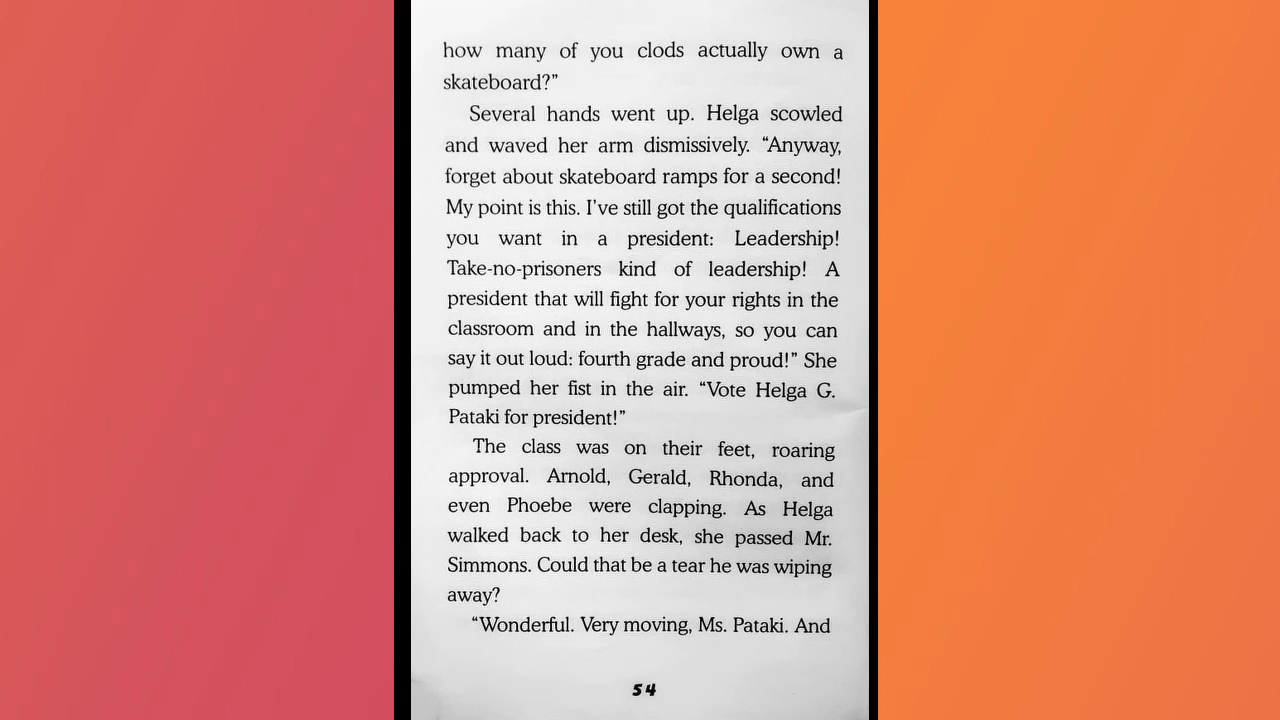 how many of you clods actually own a
skateboard?”
Several hands went up. Helga scowled
and waved her arm dismissively. “Anyway,
forget about skateboard ramps for a second!
My point is this. I’ve still got the qualifications
you want in a president: Leadership!
Take-no-prisoners kind of leadership! A
president that will fight for your rights in the
classroom and in the hallways, so you can
say it out loud: fourth grade and proud!” She
pumped her fist in the air. “Vote Helga G.
Pataki for president!”
The class was on their feet, roaring
approval. Arnold, Gerald, Rhonda, and
even Phoebe were clapping. As Helga
walked back to her desk, she passed Mr.
Simmons. Could that be a tear he was wiping
away?
“Wonderful. Very moving, Ms. Pataki. And
54